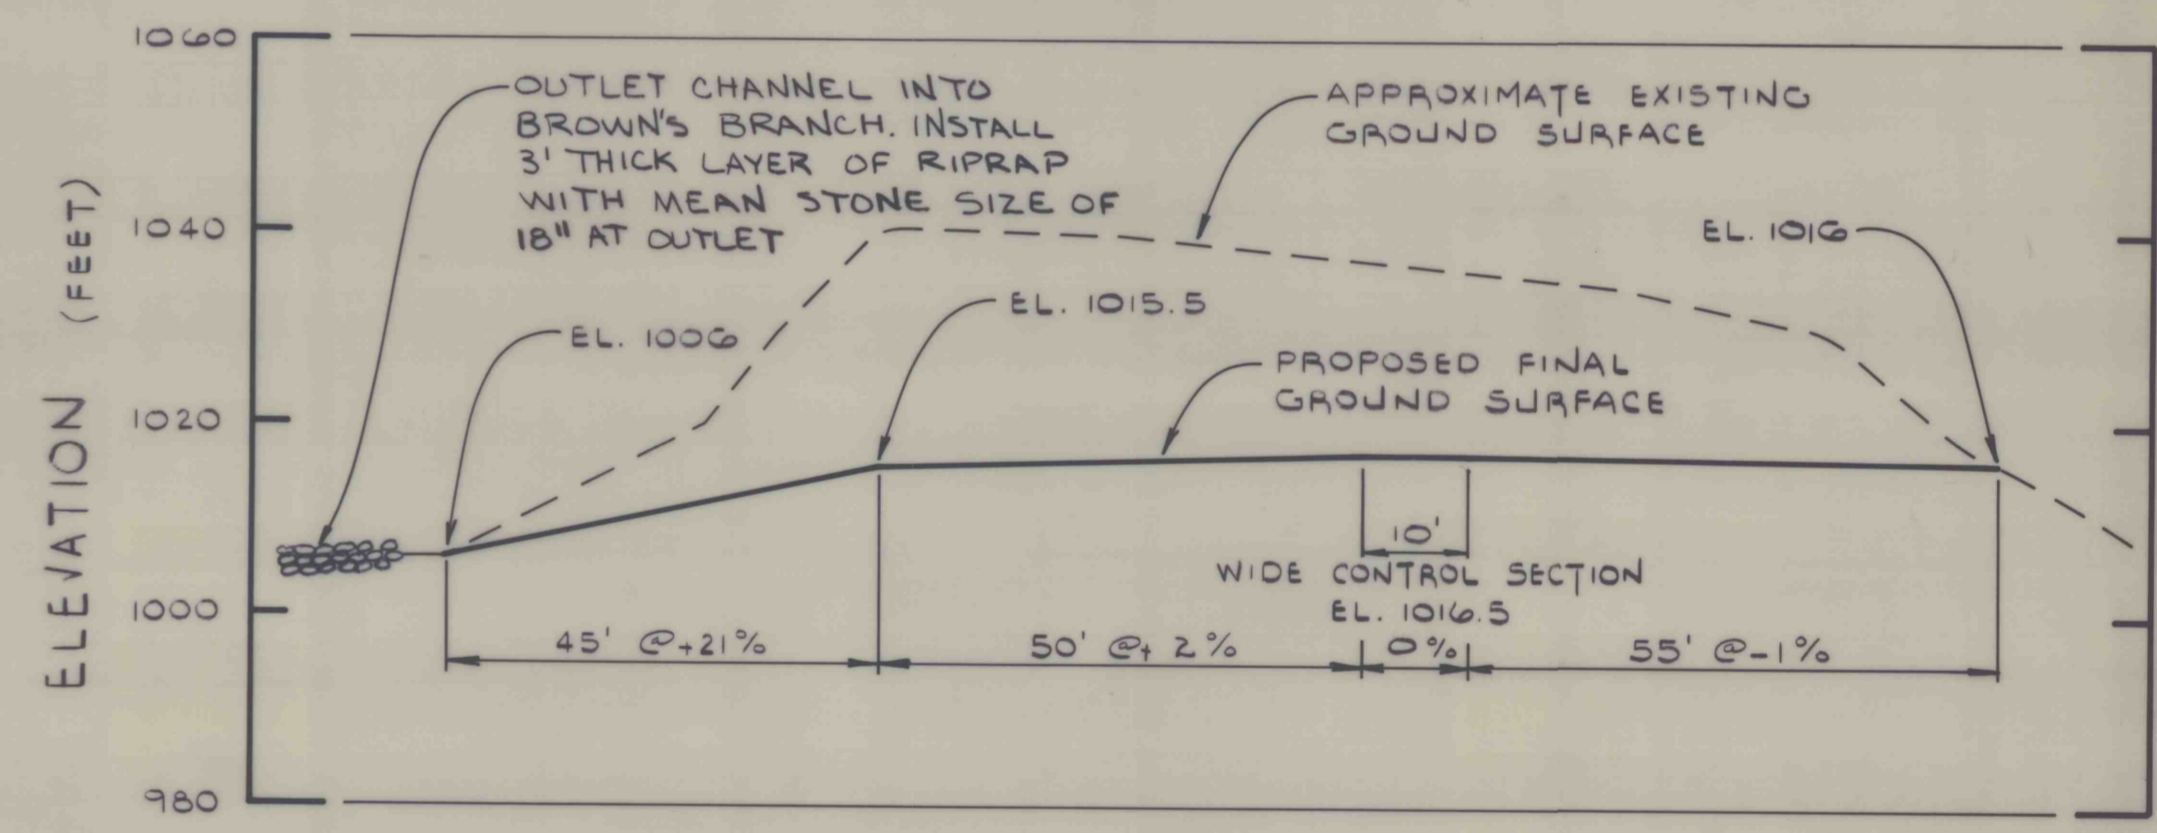 1060
OUTLET CHANNEL INTO
BROWN'S BRANCH. INSTALL
3' THICK LAYER OF RIPRAP
WITH MEAN STONE SIZE OF
18" AT OUTLET
APPROXIMATE EXISTING
GROUND SURFACE
1040
EL. 1016
EL. 1015.5
EL. 1006
PROPOSED FINAL
GROUND SURFACE
1020
10'
WIDE CONTROL SECTION
EL. 1016.5
1000
45' @+21%
50' @+ 2%
0%
55' @-1%
980
ELEVATION (FEET)